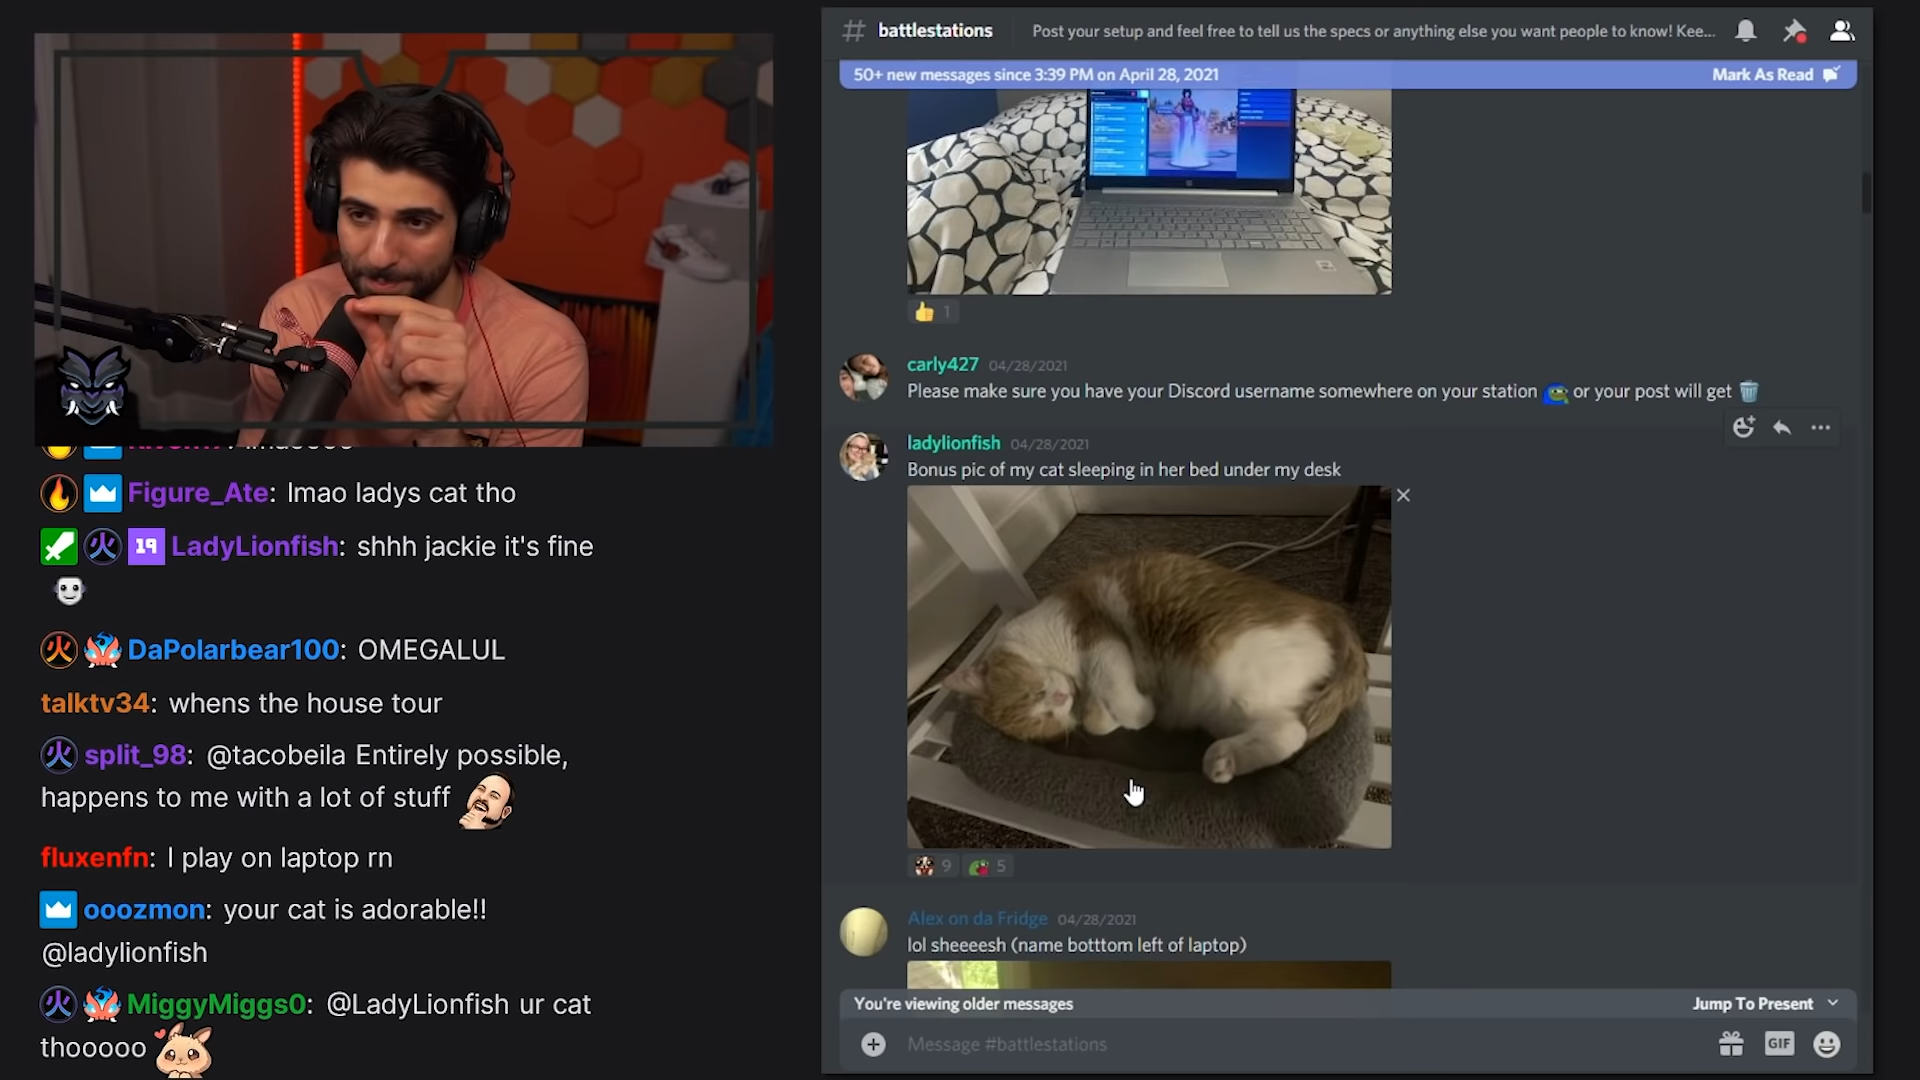 battlestations
Post your setup and feel free to tell us the specs or anything else you want people to know! Kee...
50+ new messages since 3:39 PM on April 28, 2021
Mark As Read
1
carly427 04/28/2021
Please make sure you have your Discord username somewhere on your station or your post will get
ladylionfish 04/28/2021
Bonus pic of my cat sleeping in her bed under my desk
9 5
Alex on da Fridge 04/28/2021
lol sheeeesh (name botttom left of laptop)
You're viewing older messages
Jump To Present
Message #battlestations
GIF
Figure_Ate: lmao ladys cat tho
19 LadyLionfish: shhh jackie it's fine
火 DaPolarbear100: OMEGALUL
talktv34: whens the house tour
火 split_98: @tacobeila Entirely possible,
happens to me with a lot of stuff
fluxenfn: I play on laptop rn
ooozmon: your cat is adorable!!
@ladylionfish
火 MiggyMiggs0: @LadyLionfish ur cat
thooooo